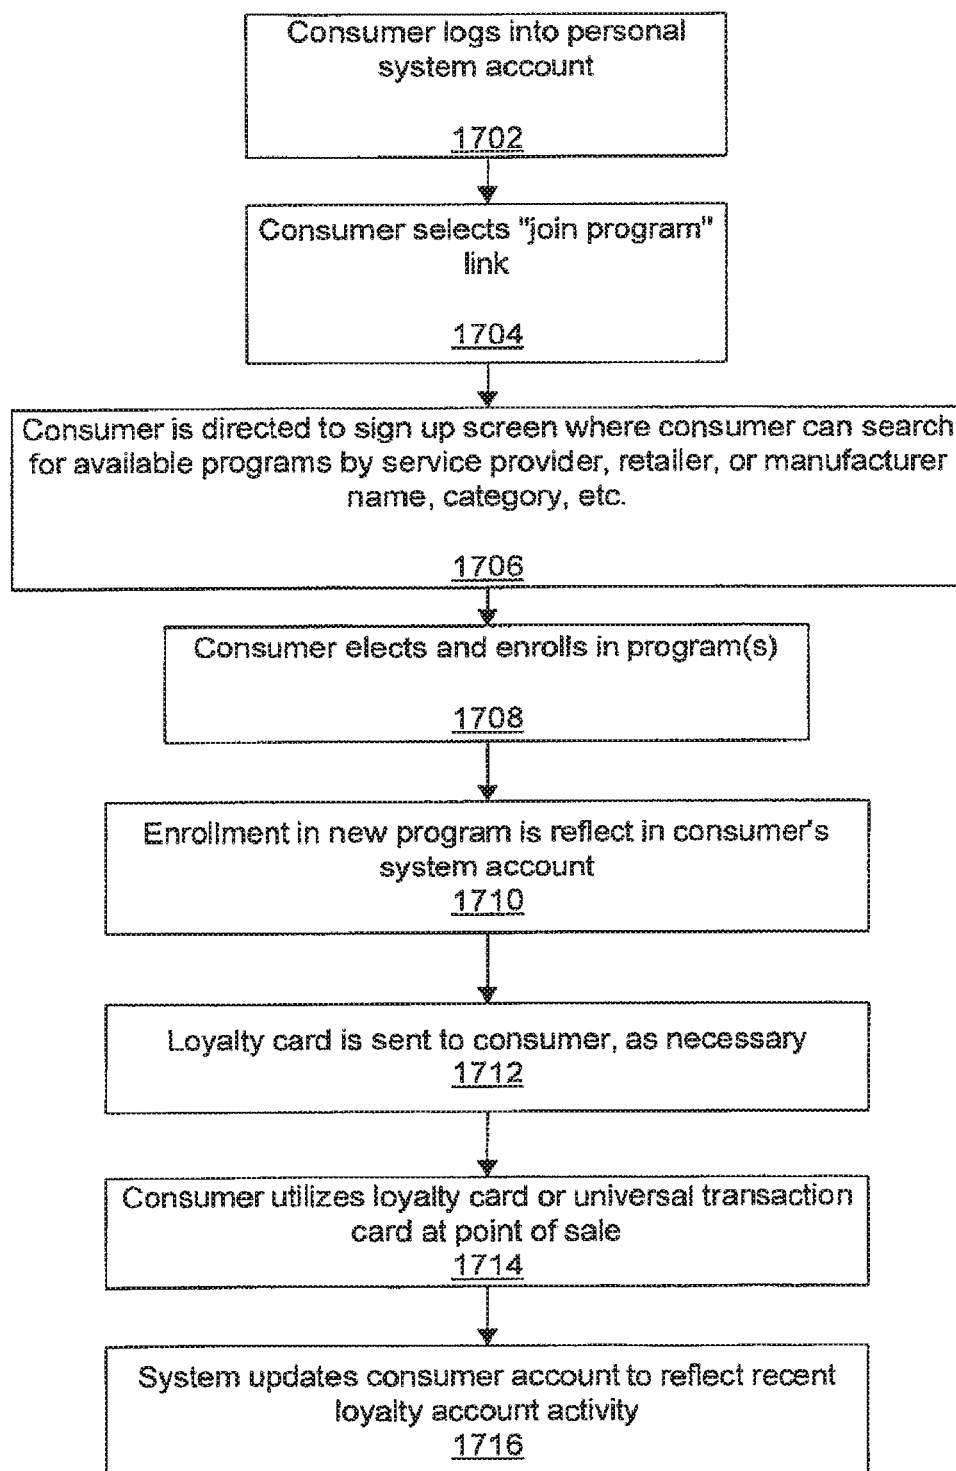 Consumer logs into personal
system account
1702
Consumer selects "join program"
link
1704
Consumer is directed to sign up screen where consumer can search
for available programs by service provider, retailer, or manufacturer
name, category, etc.
1706
Consumer elects and enrolls in program(s)
1708
Enrollment in new program is reflect in consumer's
system account
1710
Loyalty card is sent to consumer, as necessary
1712
Consumer utilizes loyalty card or universal transaction
card at point of sale
1714
System updates consumer account to reflect recent
loyalty account activity
1716